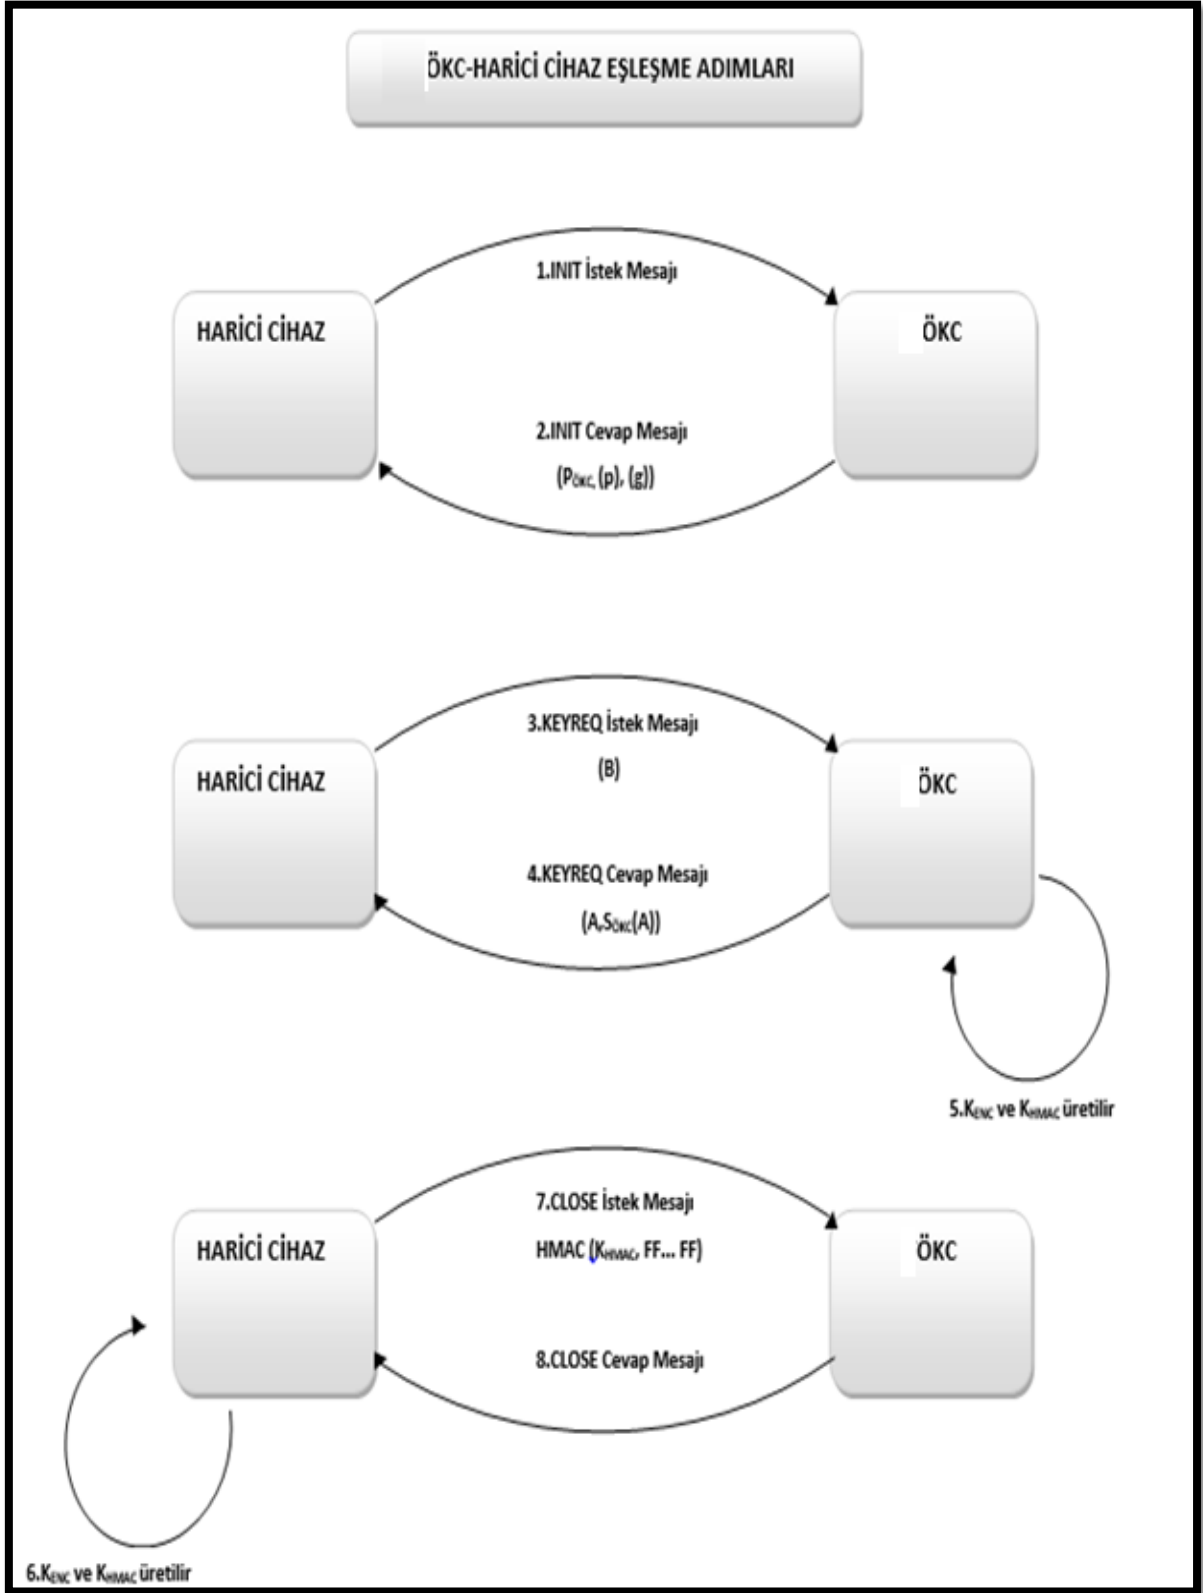 ÖKC-HARİCİ CİHAZ EŞLEŞME ADIMLARI
1.INIT İstek Mesajı
HARİCİ CİHAZ
ÖKC
2.INIT Cevap Mesajı
(PÖKC, (p), (g))
3.KEYREQ İstek Mesajı
(B)
HARİCİ CİHAZ
ÖKC
4.KEYREQ Cevap Mesajı
(A,SÖKC(A))
5.KENC ve KHMAC üretilir
7.CLOSE İstek Mesajı
HARİCİ CİHAZ
HMAC (KHMAC, FF... FF)
ÖKC
8.CLOSE Cevap Mesajı
6.KENC ve KHMAC üretilir